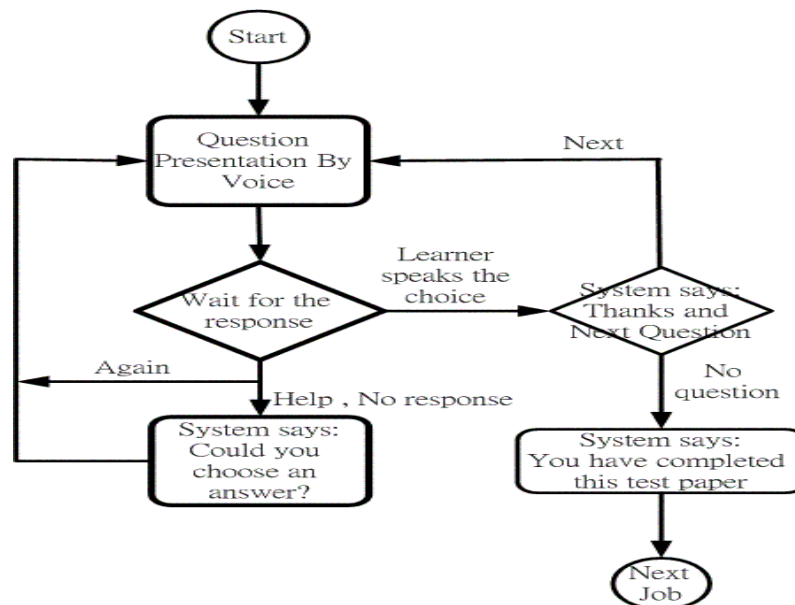 Start
Question
Presentation By
Voice
Next
Learner
speaks the
choice
Wait for the
response
System says:
Thanks and
Next Question
Again
Help , No response
No
question
System says:
Could you
choose an
answer?
System says:
You have completed
this test paper
Next
Job